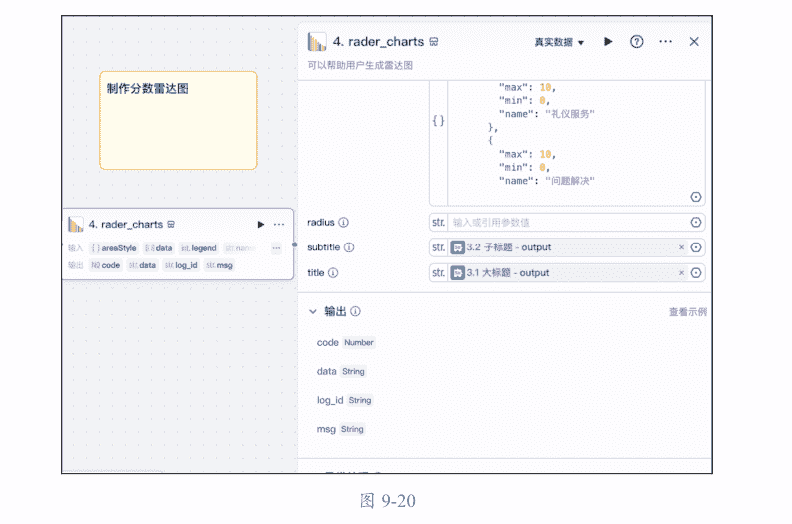 制作分数雷达图
4. rader_charts
输入 areaStyle data legend name
输出 code str. data str. log_id str. msg
4. rader_charts 真实数据
可以帮助用户生成雷达图
{ }
"max": 10,
"min": 0,
"name": "礼仪服务"
},
{
"max": 10,
"min": 0,
"name": "问题解决"
radius str. 输入或引用参数值
subtitle str. 3.2 子标题 - output ×
title str. 3.1 大标题 - output ×
输出 查看示例
code Number
data String
log_id String
msg String
图 9-20